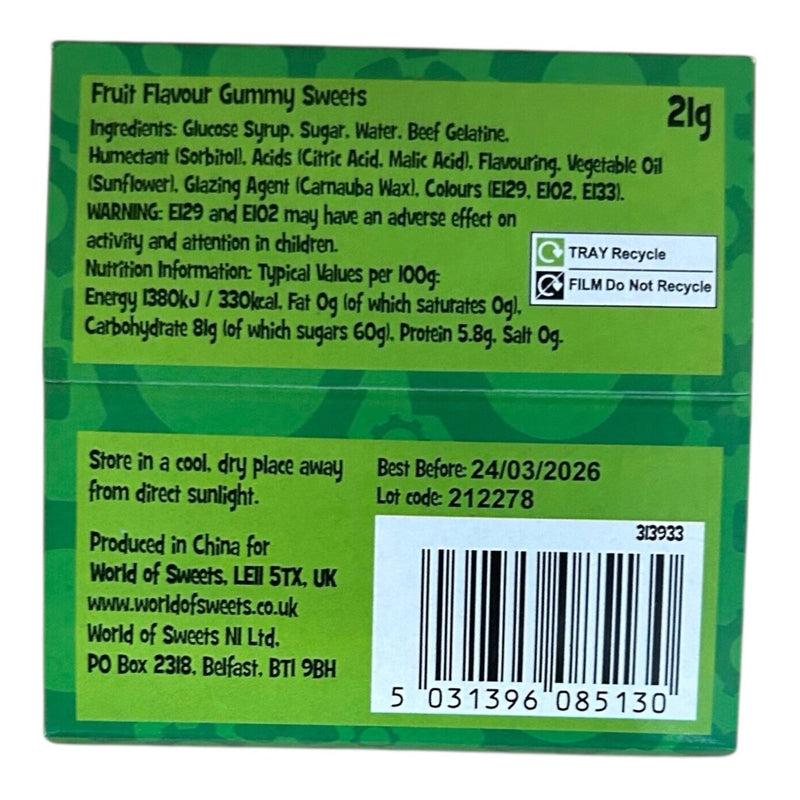 Fruit Flavour Gummy Sweets
21g
Ingredients: Glucose Syrup, Sugar, Water, Beef Gelatine,
Humectant (Sorbitol), Acids (Citric Acid, Malic Acid), Flavouring, Vegetable Oil
(Sunflower), Glazing Agent (Carnauba Wax), Colours (E129, E102, E133).
WARNING: E129 and E102 may have an adverse effect on
activity and attention in children.
Nutrition Information: Typical Values per 100g:
Energy 1380kJ / 330kcal, Fat 0g (of which saturates 0g),
Carbohydrate 81g (of which sugars 60g), Protein 5.8g, Salt 0g.
TRAY Recycle
FILM Do Not Recycle
Store in a cool, dry place away
from direct sunlight.
Produced in China for
World of Sweets, LE11 5TX, UK
www.worldofsweets.co.uk
World of Sweets NI Ltd,
PO Box 2318, Belfast, BT1 9BH
Best Before: 24/03/2026
Lot code: 212278
313933
5 031396 085130